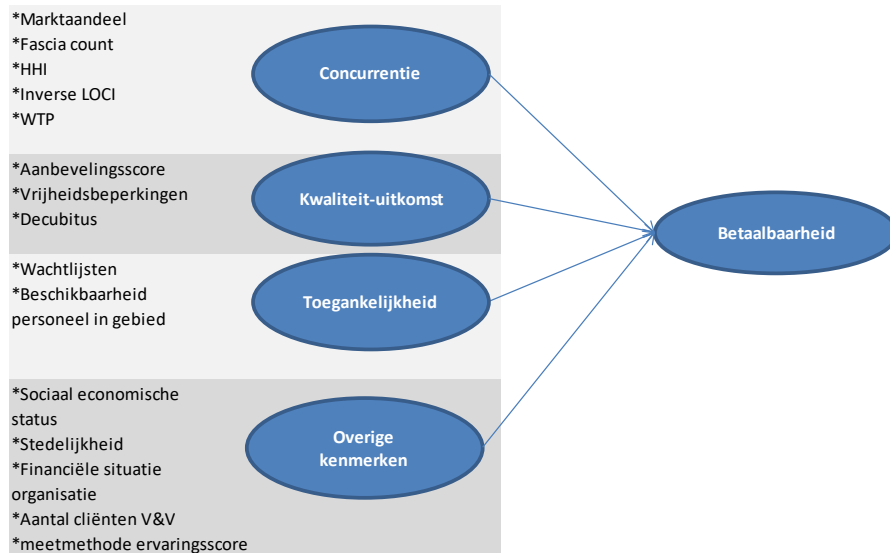 *Marktaandeel
*Fascia count
*HHI
*Inverse LOCI
*WTP
Concurrentie
*Aanbevelingsscore
*Vrijheidsbeperkingen
*Decubitus
Kwaliteit-uitkomst
Betaalbaarheid
*Wachtlijsten
*Beschikbaarheid
personeel in gebied
Toegankelijkheid
*Sociaal economische
status
*Stedelijkheid
*Financiële situatie
organisatie
*Aantal cliënten V&V
*meetmethode ervaringsscore
Overige
kenmerken